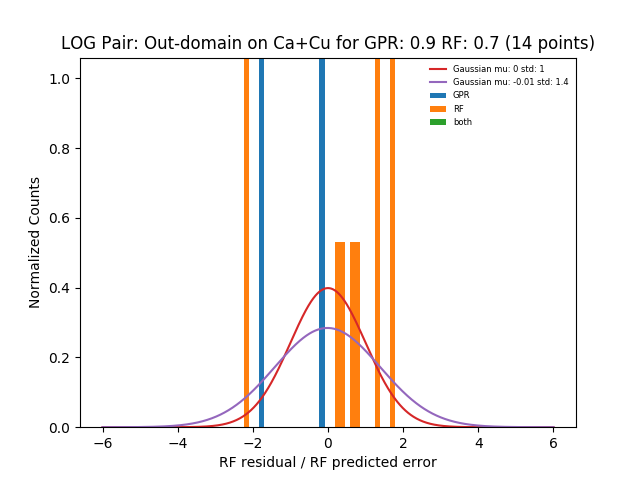 LOG Pair: Out-domain on Ca+Cu for GPR: 0.9 RF: 0.7 (14 points)
Gaussian mu: 0 std: 1
Gaussian mu: -0.01 std: 1.4
GPR
RF
both
Normalized Counts
1.0
0.8
0.6
0.4
0.2
0.0
−6
−4
−2
0
2
4
6
RF residual / RF predicted error